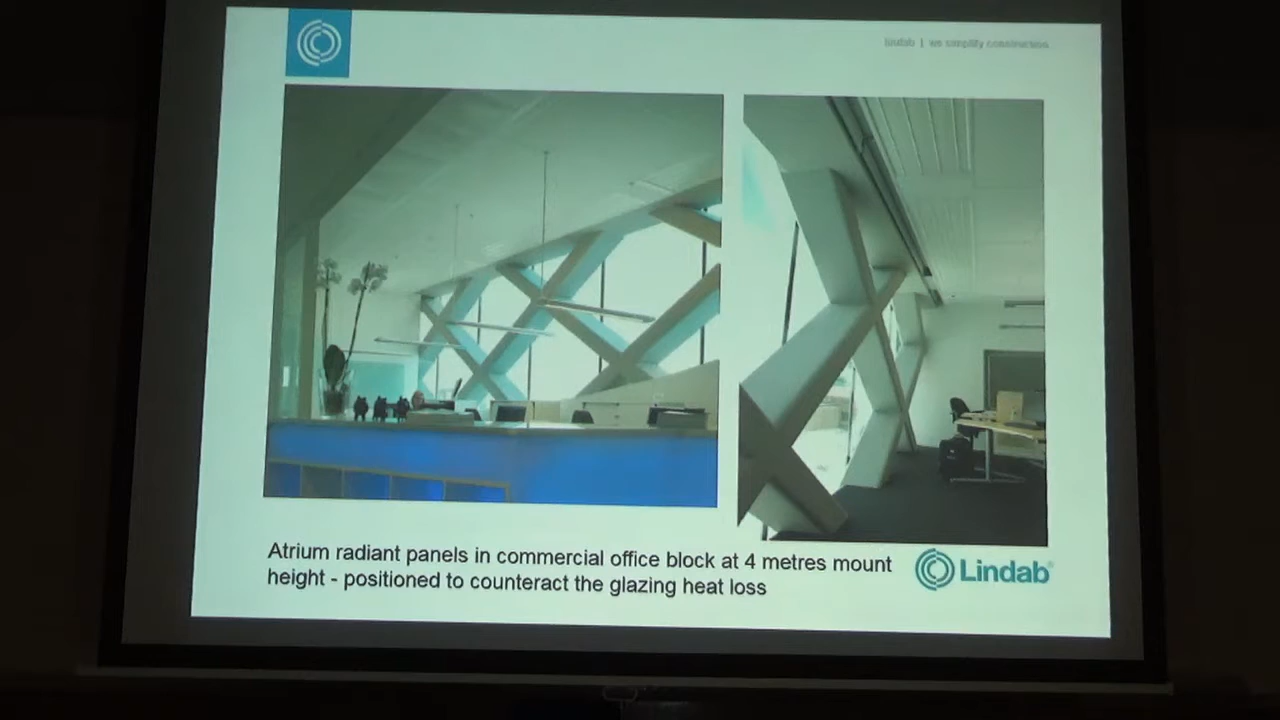 lindab | we simplify construction
Atrium radiant panels in commercial office block at 4 metres mount
height - positioned to counteract the glazing heat loss
Lindab